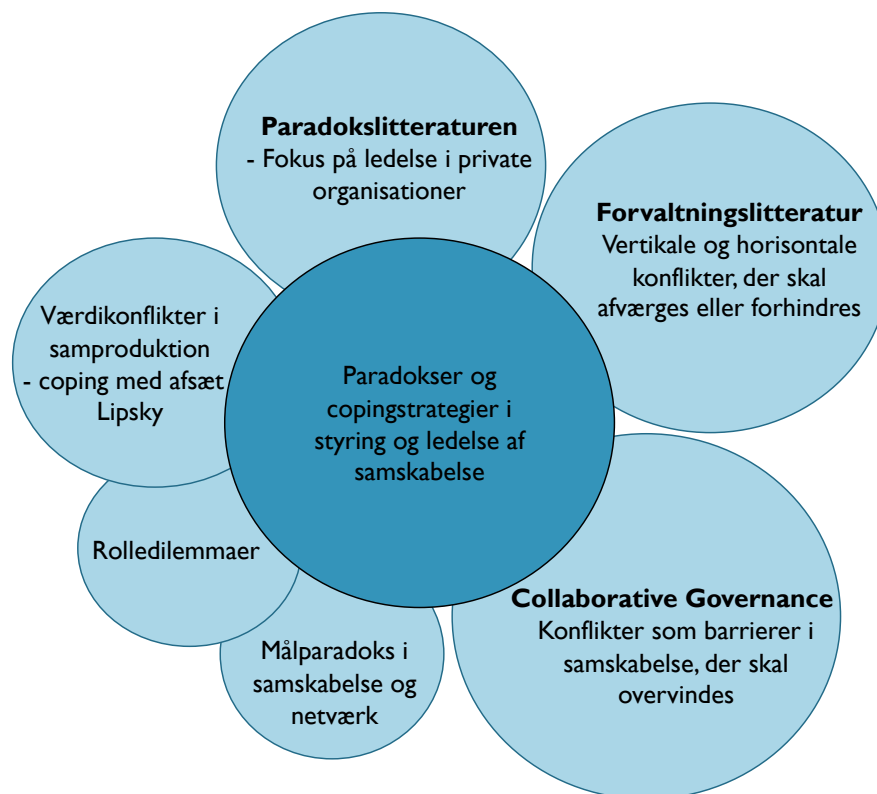 Paradokslitteraturen
- Fokus på ledelse i private
organisationer
Forvaltningslitteratur
Vertikale og horisontale
konflikter, der skal
afværges eller forhindres
Værdikonflikter i
samproduktion
- coping med afsæt
Lipsky
Paradokser og
copingstrategier i
styring og ledelse af
samskabelse
Rolledilemmaer
Collaborative Governance
Konflikter som barrierer i
samskabelse, der skal
overvindes
Målparadoks i
samskabelse og
netværk